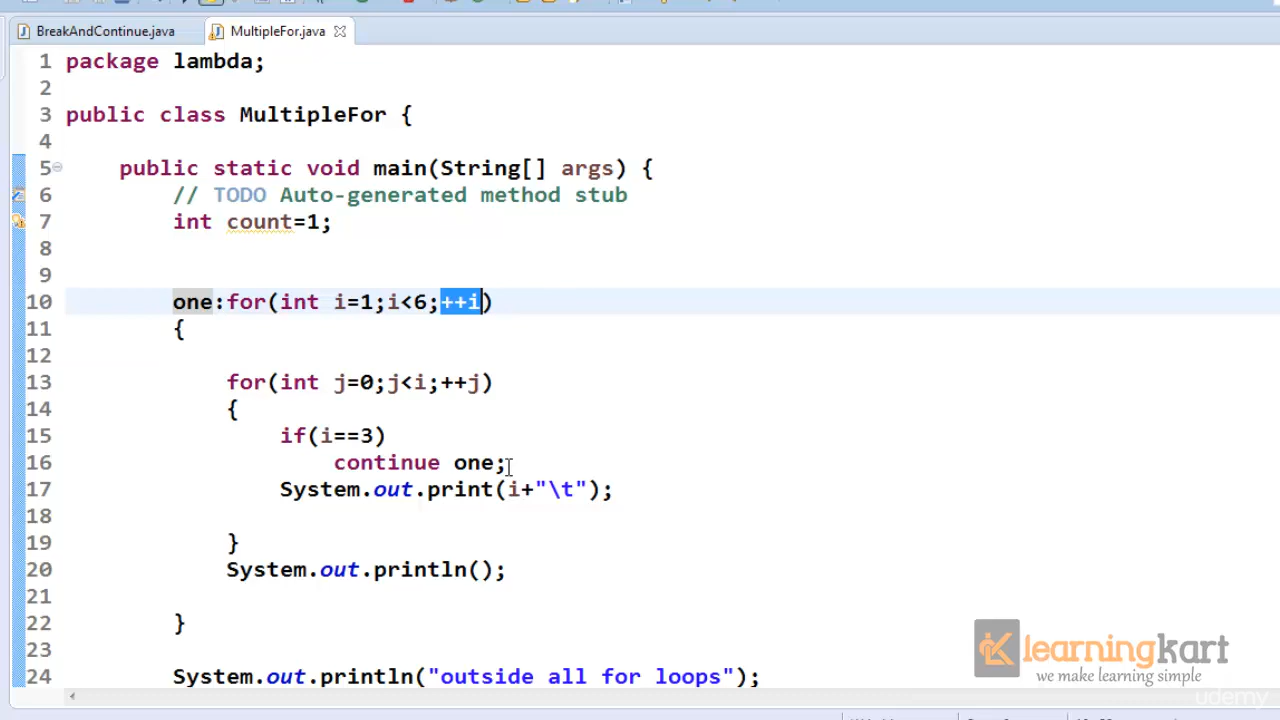 BreakAndContinue.java
MultipleFor.java
1 package lambda;
2
3 public class MultipleFor {
4
5 public static void main(String[] args) {
6 // TODO Auto-generated method stub
7 int count=1;
8
9
10 one:for(int i=1;i<6;++i)
11 {
12
13 for(int j=0;j<i;++j)
14 {
15 if(i==3)
16 continue one;
17 System.out.print(i+"\t");
18
19 }
20 System.out.println();
21
22 }
23
24 System.out.println("outside all for loops");
learningkart
we make learning simple
udemy